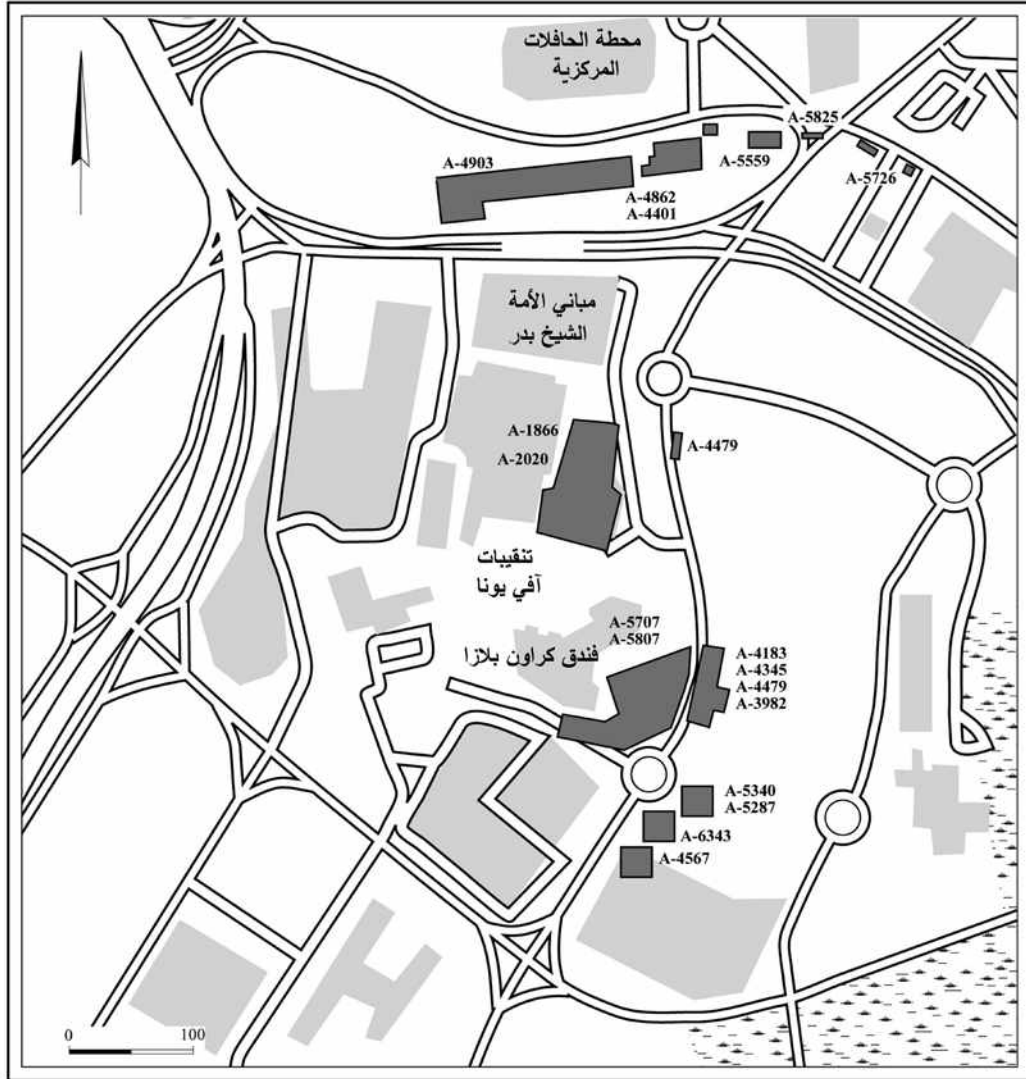 محطة الحافلات
المركزية
A-5825
A-4903
A-5559
A-5726
A-4862
A-4401
مباني الأمة
الشيخ بدر
A-1866
A-2020
A-4479
تنقيبات
آفي يونا
A-5707
A-5807
فندق كراون بلازا
A-4183
A-4345
A-4479
A-3982
A-5340
A-5287
A-6343
A-4567
0 100